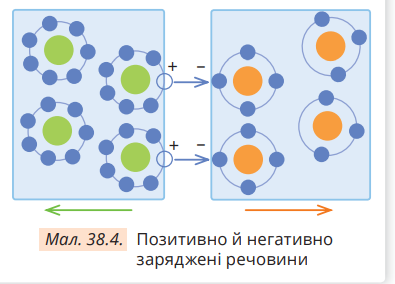 + –
+ –
Мал. 38.4. Позитивно й негативно
заряджені речовини